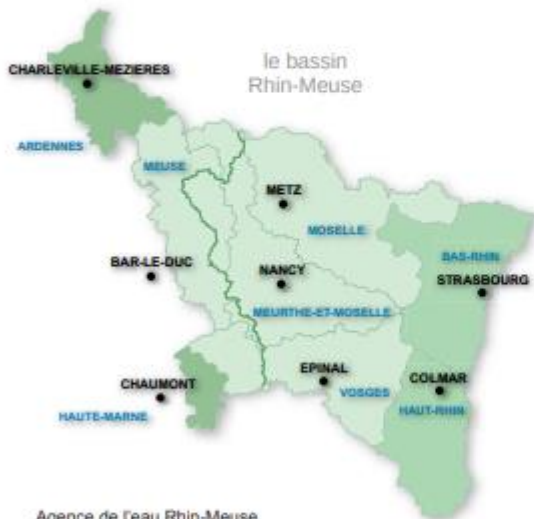 le bassin
Rhin-Meuse
CHARLEVILLE-MEZIERES
ARDENNES
MEUSE
METZ
MOSELLE
BAS-RHIN
BAR-LE-DUC
NANCY
STRASBOURG
MEURTHE-ET-MOSELLE
EPINAL
CHAUMONT
VOSGES
COLMAR
HAUTE-MARNE
HAUT-RHIN
Agence de l'eau Rhin-Meuse